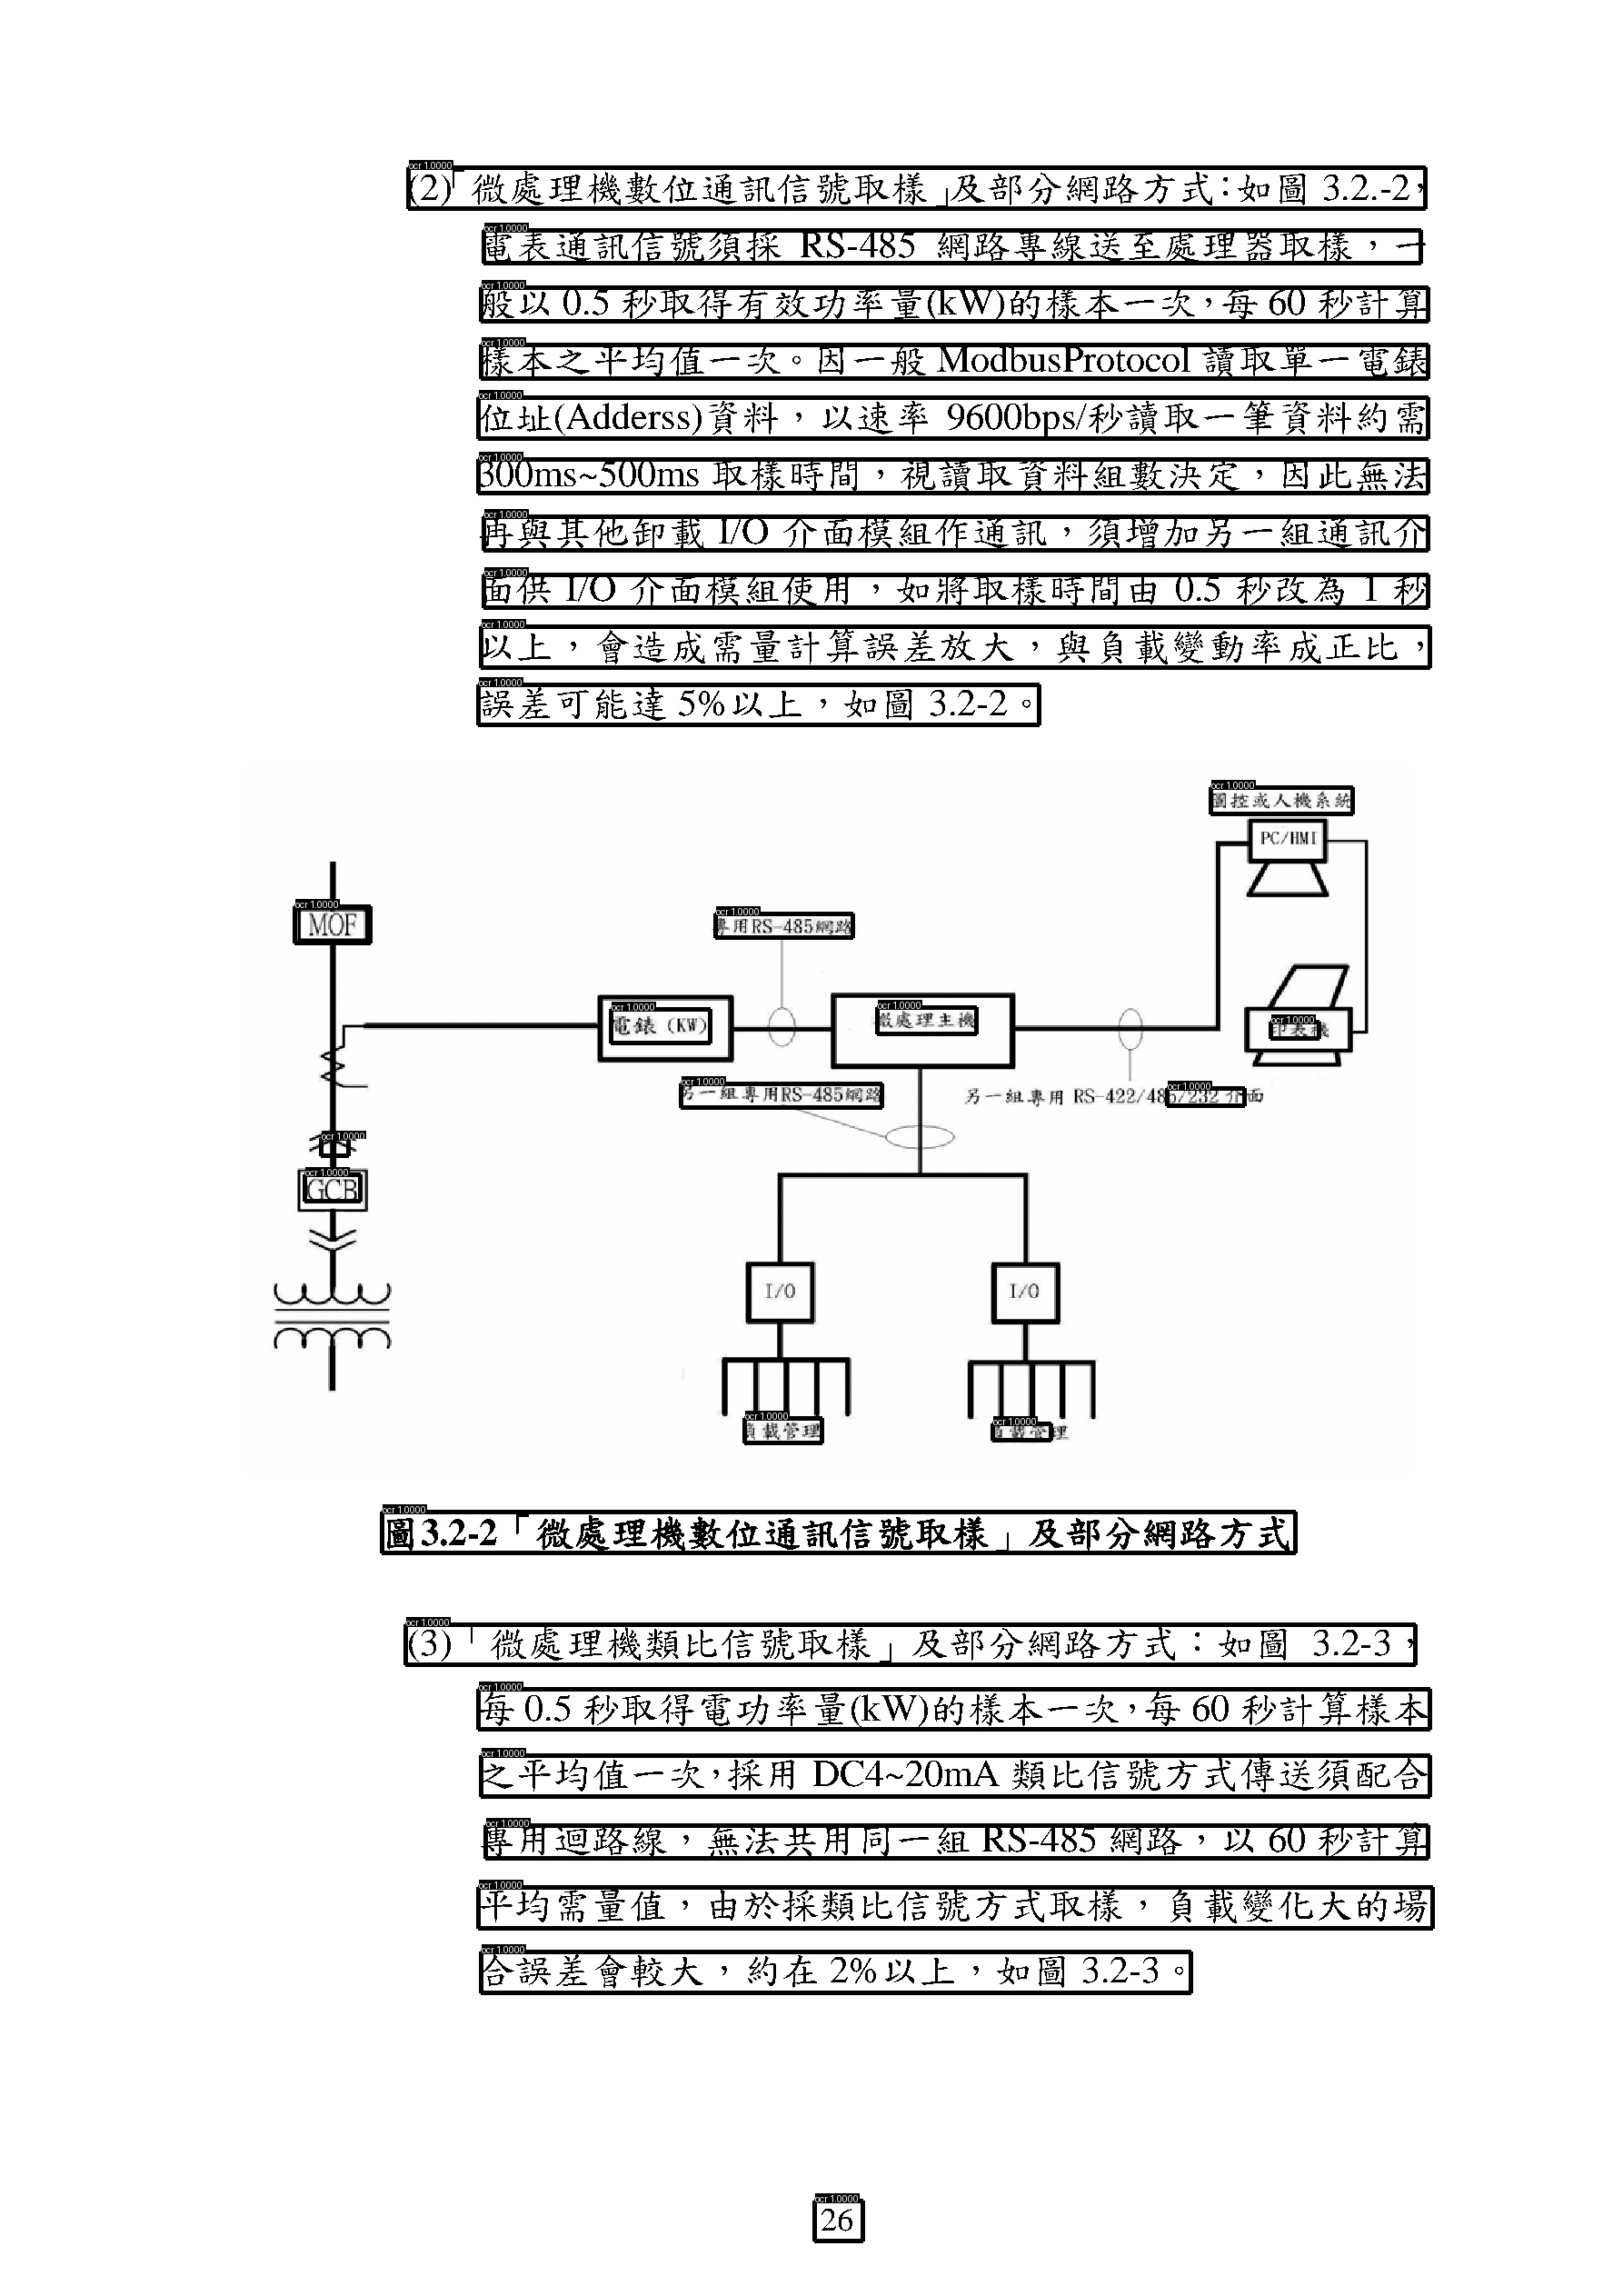 (2)「微處理機數位通訊信號取樣」及部分網路方式：如圖 3.2.-2，
電表通訊信號須採 RS-485 網路專線送至處理器取樣，一
般以 0.5 秒取得有效功率量(kW)的樣本一次，每 60 秒計算
樣本之平均值一次。因一般 ModbusProtocol 讀取單一電錶
位址(Adderss)資料，以速率 9600bps/秒讀取一筆資料約需
300ms~500ms 取樣時間，視讀取資料組數決定，因此無法
再與其他卸載 I/O 介面模組作通訊，須增加另一組通訊介
面供 I/O 介面模組使用，如將取樣時間由 0.5 秒改為 1 秒
以上，會造成需量計算誤差放大，與負載變動率成正比，
誤差可能達 5%以上，如圖 3.2-2。
圖控或人機系統
PC/HMI
MOF
專用RS-485網路
電錶 (KW)
微處理主機
印表機
另一組專用RS-485網路
另一組專用 RS-422/485/232 介面
GCB
I/O
I/O
負載管理
負載管理
圖3.2-2「微處理機數位通訊信號取樣」及部分網路方式
(3)「微處理機類比信號取樣」及部分網路方式：如圖 3.2-3，
每 0.5 秒取得電功率量(kW)的樣本一次，每 60 秒計算樣本
之平均值一次，採用 DC4~20mA 類比信號方式傳送須配合
專用迴路線，無法共用同一組 RS-485 網路，以 60 秒計算
平均需量值，由於採類比信號方式取樣，負載變化大的場
合誤差會較大，約在 2%以上，如圖 3.2-3。
26